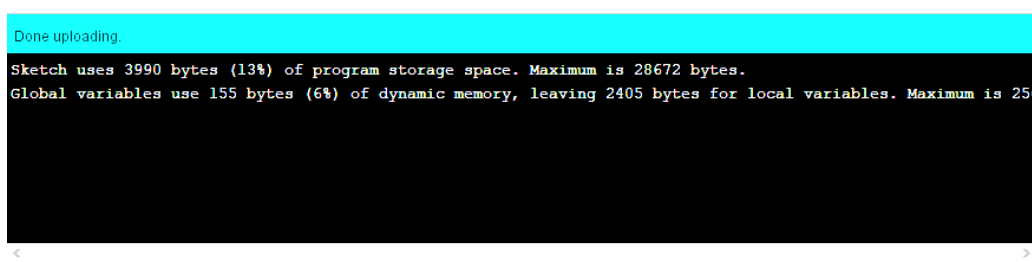 Done uploading.
Sketch uses 3990 bytes (13%) of program storage space. Maximum is 28672 bytes.
Global variables use 155 bytes (6%) of dynamic memory, leaving 2405 bytes for local variables. Maximum is 25